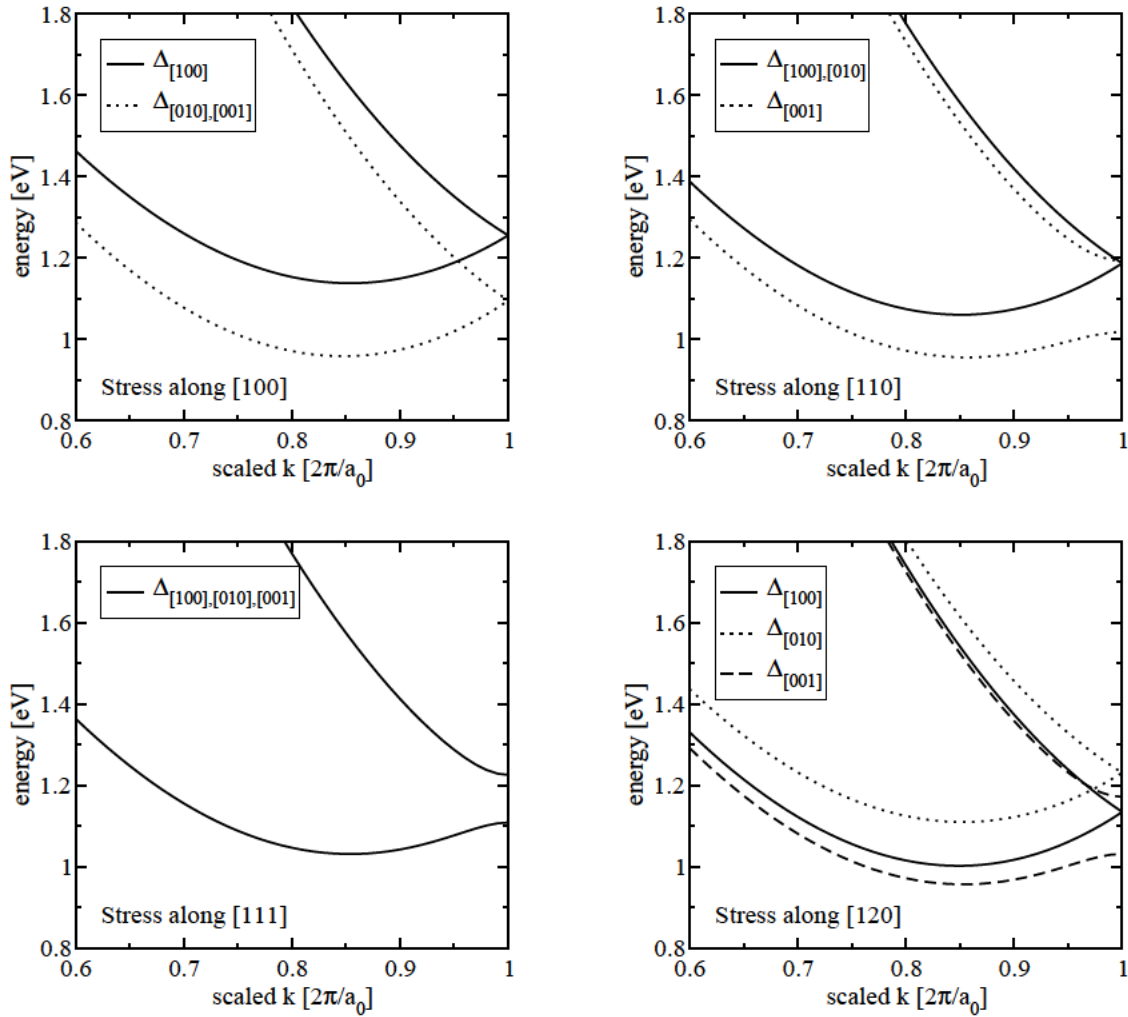 1.8
1.6
1.4
1.2
1
0.8
energy [eV]
Δ[100]
Δ[010],[001]
Stress along [100]
0.6 0.7 0.8 0.9 1
scaled k [2π/a0]
1.8
1.6
1.4
1.2
1
0.8
energy [eV]
Δ[100],[010]
Δ[001]
Stress along [110]
0.6 0.7 0.8 0.9 1
scaled k [2π/a0]
1.8
1.6
1.4
1.2
1
0.8
energy [eV]
Δ[100],[010],[001]
Stress along [111]
0.6 0.7 0.8 0.9 1
scaled k [2π/a0]
1.8
1.6
1.4
1.2
1
0.8
energy [eV]
Δ[100]
Δ[010]
Δ[001]
Stress along [120]
0.6 0.7 0.8 0.9 1
scaled k [2π/a0]